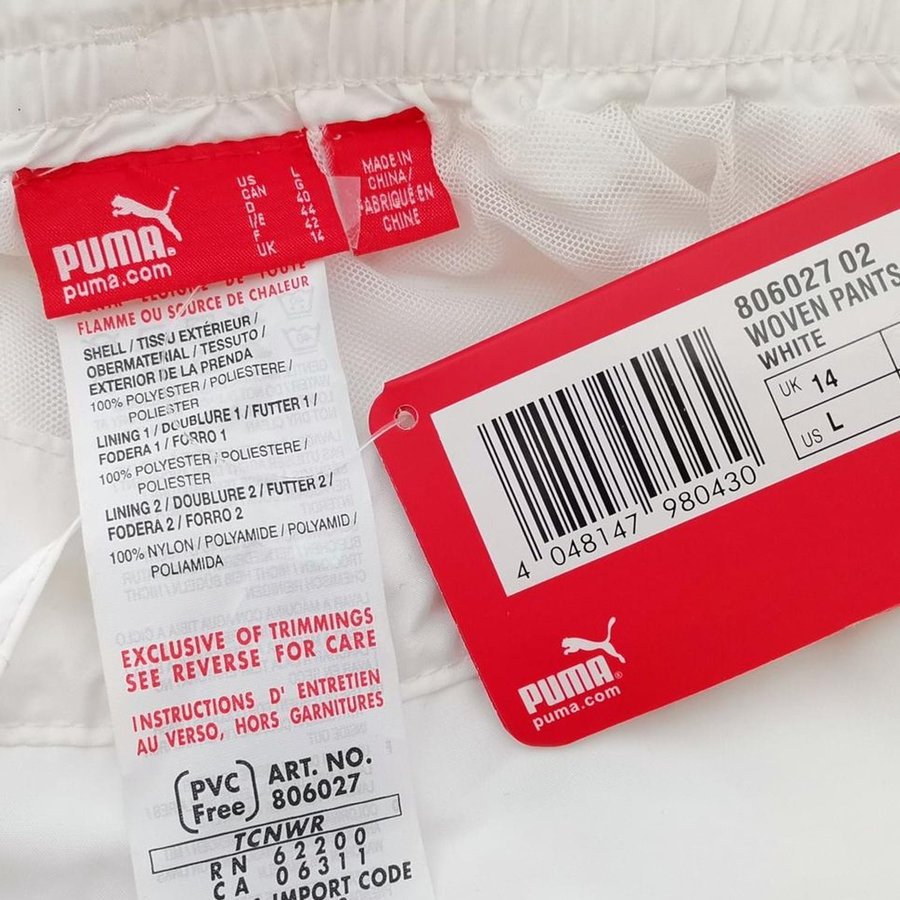 PUMA®
puma.com
US L
CAN G
D 40
I/E 44
F 42
UK 14
MADE IN
CHINA/
FABRIQUÉ EN
CHINE
FLAMME OU SOURCE DE CHALEUR
SHELL / TISSU EXTÉRIEUR /
OBERMATERIAL / TESSUTO /
EXTERIOR DE LA PRENDA
100% POLYESTER / POLIESTERE /
POLIESTER
LINING 1 / DOUBLURE 1 / FUTTER 1 /
FODERA 1 / FORRO 1
100% POLYESTER / POLIESTERE /
POLIESTER
LINING 2 / DOUBLURE 2 / FUTTER 2 /
FODERA 2 / FORRO 2
100% NYLON / POLYAMIDE / POLYAMID /
POLIAMIDA
EXCLUSIVE OF TRIMMINGS
SEE REVERSE FOR CARE
INSTRUCTIONS D' ENTRETIEN
AU VERSO, HORS GARNITURES
PVC
Free
ART. NO.
806027
TCNWR
RN 62200
CA 06311
IMPORT CODE
806027 02
WOVEN PANTS
WHITE
UK 14
US L
4 048147 980430
PUMA®
puma.com